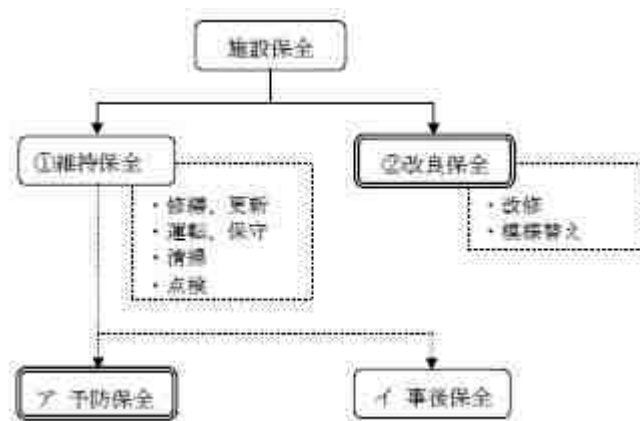 施設保全
①維持保全
②改良保全
・修繕、更新
・運転、保守
・清掃
・点検
・改修
・模様替え
ア 予防保全
イ 事後保全